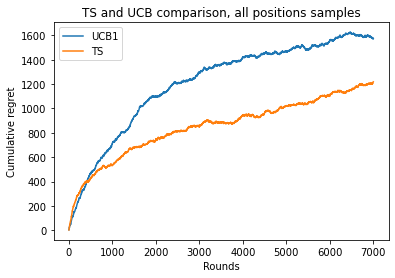 TS and UCB comparison, all positions samples
UCB1
TS
Cumulative regret
1600
1400
1200
1000
800
600
400
200
0
0 1000 2000 3000 4000 5000 6000 7000
Rounds